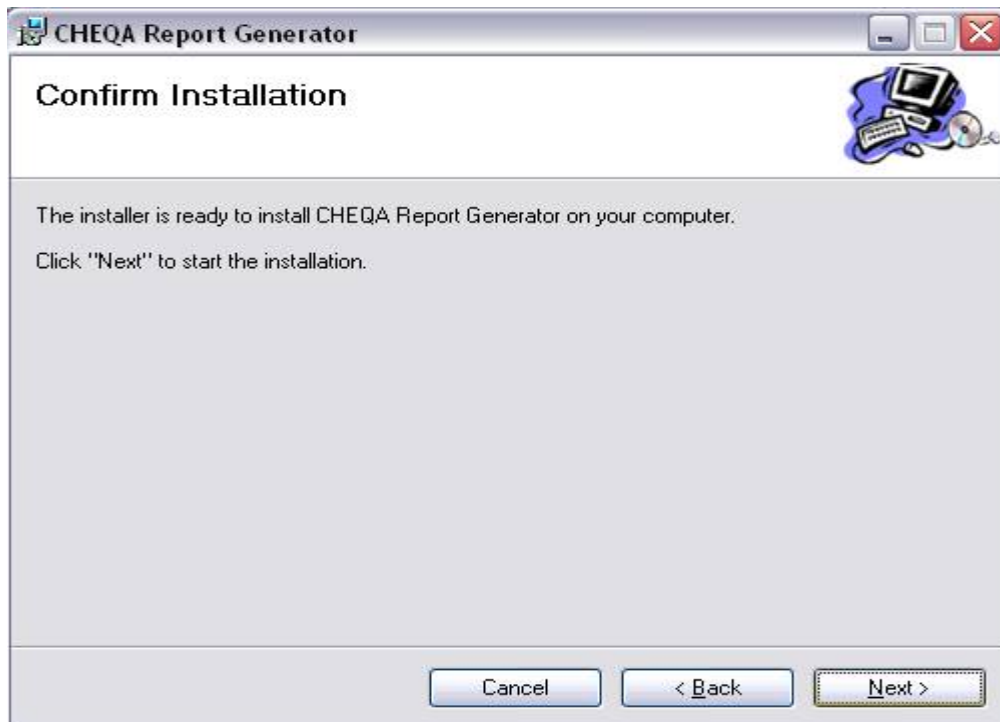 CHEQA Report Generator
Confirm Installation
The installer is ready to install CHEQA Report Generator on your computer.
Click "Next" to start the installation.
Cancel
< Back
Next >